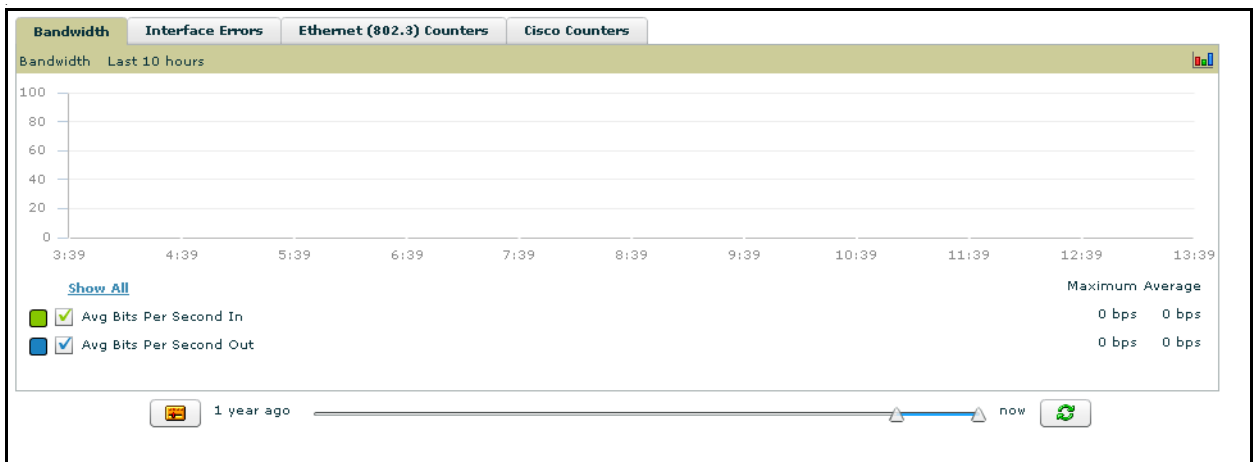 Bandwidth Interface Errors Ethernet (802.3) Counters Cisco Counters
Bandwidth Last 10 hours
100
80
60
40
20
0
3:39 4:39 5:39 6:39 7:39 8:39 9:39 10:39 11:39 12:39 13:39
Show All Maximum Average
Avg Bits Per Second In 0 bps 0 bps
Avg Bits Per Second Out 0 bps 0 bps
1 year ago now